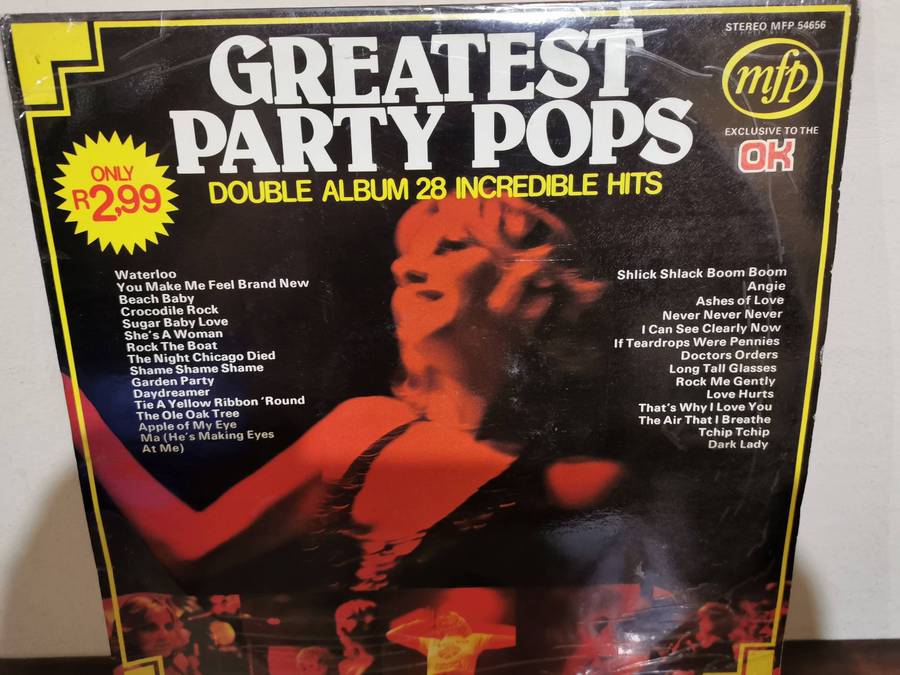 STEREO MFP 54656
mfp
EXCLUSIVE TO THE
OK
GREATEST
PARTY POPS
DOUBLE ALBUM 28 INCREDIBLE HITS
ONLY
R2,99
Waterloo
You Make Me Feel Brand New
Beach Baby
Crocodile Rock
Sugar Baby Love
She's A Woman
Rock The Boat
The Night Chicago Died
Shame Shame Shame
Garden Party
Daydreamer
Tie A Yellow Ribbon 'Round
The Ole Oak Tree
Apple of My Eye
Ma (He's Making Eyes
At Me)
Shlick Shlack Boom Boom
Angie
Ashes of Love
Never Never Never
I Can See Clearly Now
If Teardrops Were Pennies
Doctors Orders
Long Tall Glasses
Rock Me Gently
Love Hurts
That's Why I Love You
The Air That I Breathe
Tchip Tchip
Dark Lady